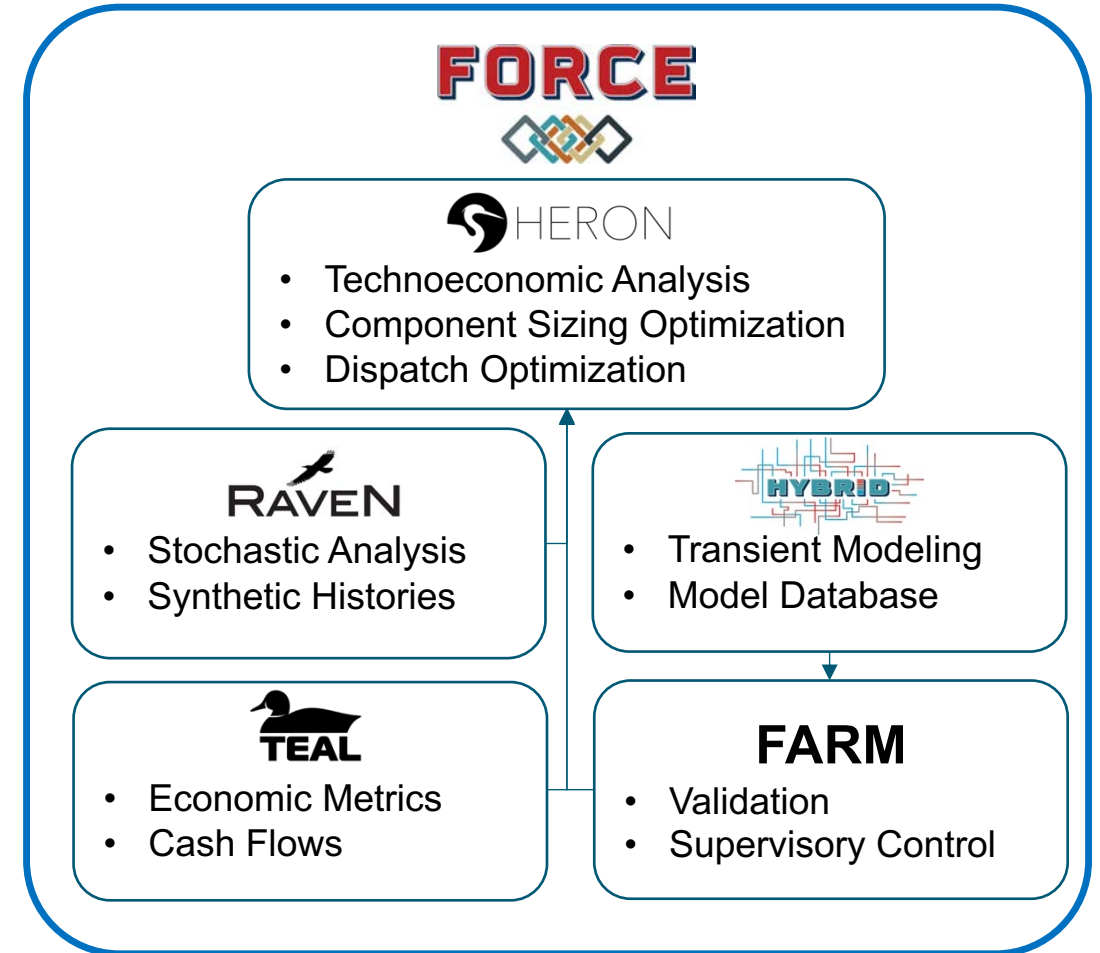 FORCE
HERON
• Technoeconomic Analysis
• Component Sizing Optimization
• Dispatch Optimization
RAVEN
• Stochastic Analysis
• Synthetic Histories
HYBRID
• Transient Modeling
• Model Database
TEAL
• Economic Metrics
• Cash Flows
FARM
• Validation
• Supervisory Control